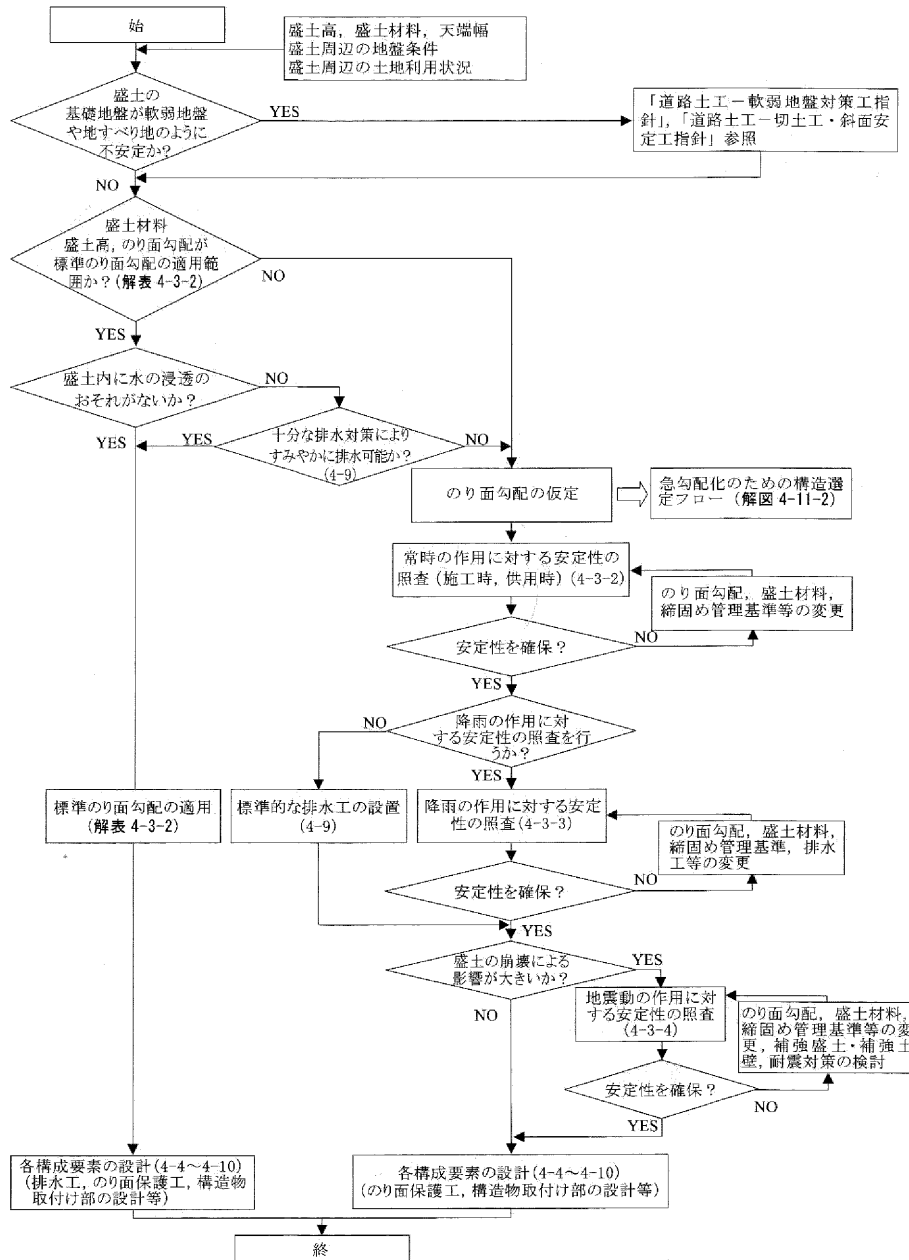 始
盛土高，盛土材料，天端幅
盛土周辺の地盤条件
盛土周辺の土地利用状況
盛土の
基礎地盤が軟弱地盤
や地すべり地のように
不安定か？
YES
「道路土工－軟弱地盤対策工指
針」，「道路土工－切土工・斜面安
定工指針」参照
NO
盛土材料
盛土高，のり面勾配が
標準のり面勾配の適用範
囲か？(解表 4-3-2)
NO
YES
盛土内に水の浸透の
おそれがないか？
NO
YES
YES
十分な排水対策により
すみやかに排水可能か？
(4-9)
NO
のり面勾配の仮定
急勾配化のための構造選
定フロー（解図 4-11-2）
常時の作用に対する安定性の
照査（施工時，供用時）(4-3-2)
のり面勾配，盛土材料，
締固め管理基準等の変更
安定性を確保？
NO
YES
NO
降雨の作用に対
する安定性の照査を行
うか？
YES
標準のり面勾配の適用
(解表 4-3-2)
標準的な排水工の設置
(4-9)
降雨の作用に対する安定
性の照査(4-3-3)
のり面勾配，盛土材料，
締固め管理基準，排水
工等の変更
安定性を確保？
NO
YES
盛土の崩壊による
影響が大きいか？
YES
NO
地震動の作用に対
する安定性の照査
(4-3-4)
のり面勾配，盛土材料，
締固め管理基準等の変
更，補強盛土・補強土
壁，耐震対策の検討
安定性を確保？
NO
YES
各構成要素の設計(4-4～4-10)
(排水工，のり面保護工，構造物
取付け部の設計等)
各構成要素の設計(4-4～4-10)
(のり面保護工，構造物取付け部の設計等)
終